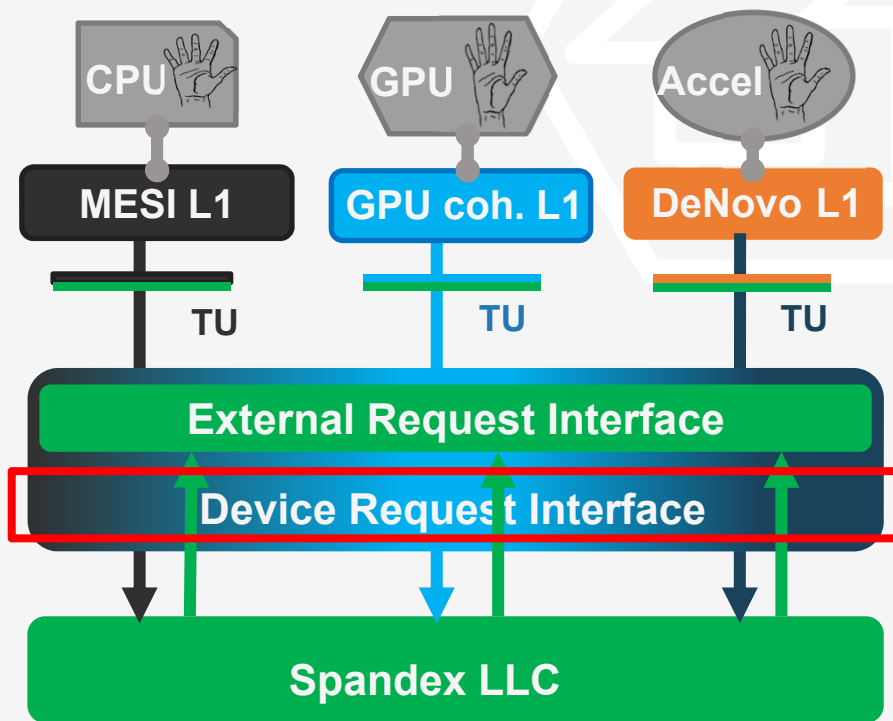 CPU
GPU
Accel
MESI L1
GPU coh. L1
DeNovo L1
TU
TU
TU
External Request Interface
Device Request Interface
Spandex LLC